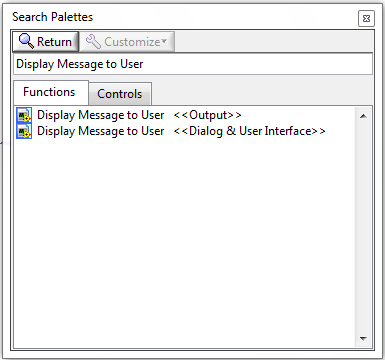 Search Palettes
Return Customize
Display Message to User
Functions Controls
Display Message to User <<Output>>
Display Message to User <<Dialog & User Interface>>